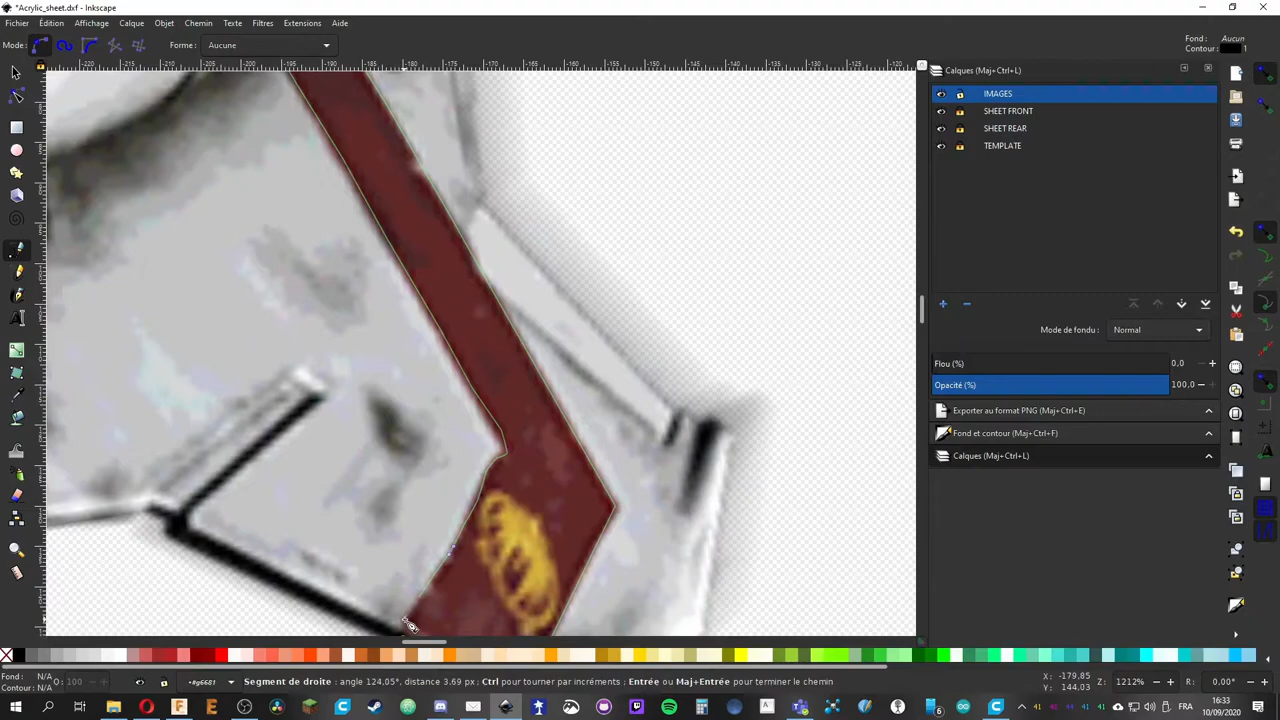 *Acrylic_sheet.dxf - Inkscape
Fichier Édition Affichage Calque Objet Chemin Texte Filtres Extensions Aide
Mode : Forme : Aucune
Fond : Aucun
Contour : 1
Calques (Maj+Ctrl+L)
IMAGES
SHEET FRONT
SHEET REAR
TEMPLATE
Mode de fondu : Normal
Flou (%) 0,0
Opacité (%) 100,0
Exporter au format PNG (Maj+Ctrl+E)
Fond et contour (Maj+Ctrl+F)
Calques (Maj+Ctrl+L)
Fond : N/A
Contour : N/A
O: 100
•#g6681
Segment de droite : angle 124.05°, distance 3.69 px; Ctrl pour tourner par incréments ; Entrée ou Maj+Entrée pour terminer le chemin
X: -179,85
Y: 144,03
Z: 1212%
R: 0,00°
FRA
16:33
10/09/2020